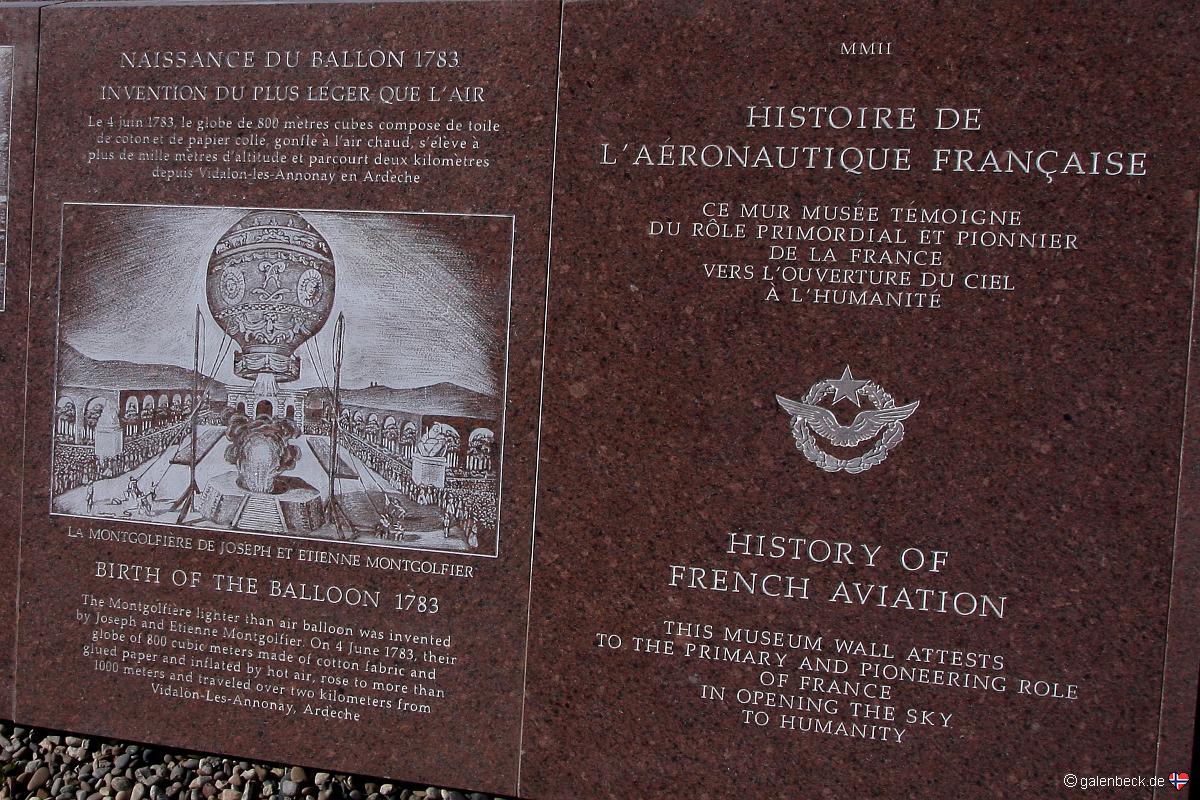 NAISSANCE DU BALLON 1783
INVENTION DU PLUS LÉGER QUE L'AIR
Le 4 juin 1783, le globe de 800 mètres cubes compose de toile
de coton et de papier collé, gonflé à l'air chaud, s'élève à
plus de mille mètres d'altitude et parcourt deux kilomètres
depuis Vidalon-les-Annonay en Ardèche
LA MONTGOLFIÈRE DE JOSEPH ET ETIENNE MONTGOLFIER
BIRTH OF THE BALLOON 1783
The Montgolfière lighter than air balloon was invented
by Joseph and Etienne Montgolfier. On 4 June 1783, their
globe of 800 cubic meters made of cotton fabric and
glued paper and inflated by hot air, rose to more than
1000 meters and traveled over two kilometers from
Vidalon-Les-Annonay, Ardèche
MMII
HISTOIRE DE
L'AÉRONAUTIQUE FRANÇAISE
CE MUR MUSÉE TÉMOIGNE
DU RÔLE PRIMORDIAL ET PIONNIER
DE LA FRANCE
VERS L'OUVERTURE DU CIEL
À L'HUMANITÉ
HISTORY OF
FRENCH AVIATION
THIS MUSEUM WALL ATTESTS
TO THE PRIMARY AND PIONEERING ROLE
OF FRANCE
IN OPENING THE SKY
TO HUMANITY
© galenbeck.de